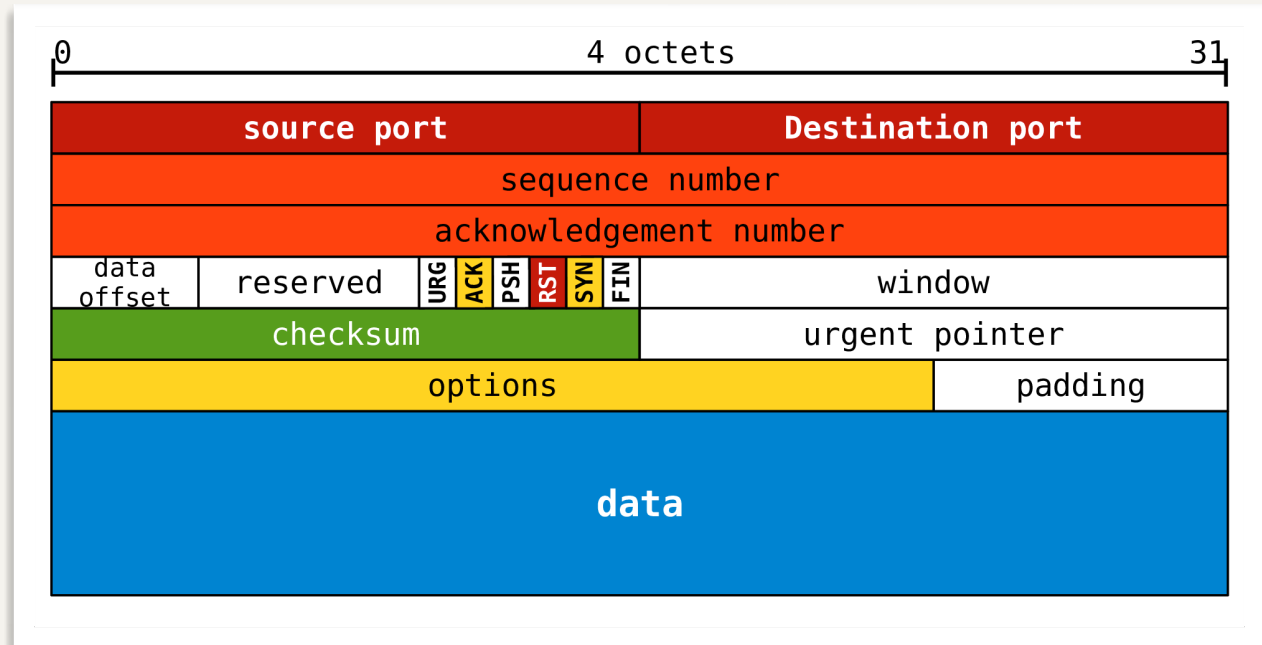 0 4 octets 31
source port Destination port
sequence number
acknowledgement number
data offset reserved URG ACK PSH RST SYN FIN window
checksum urgent pointer
options padding
data